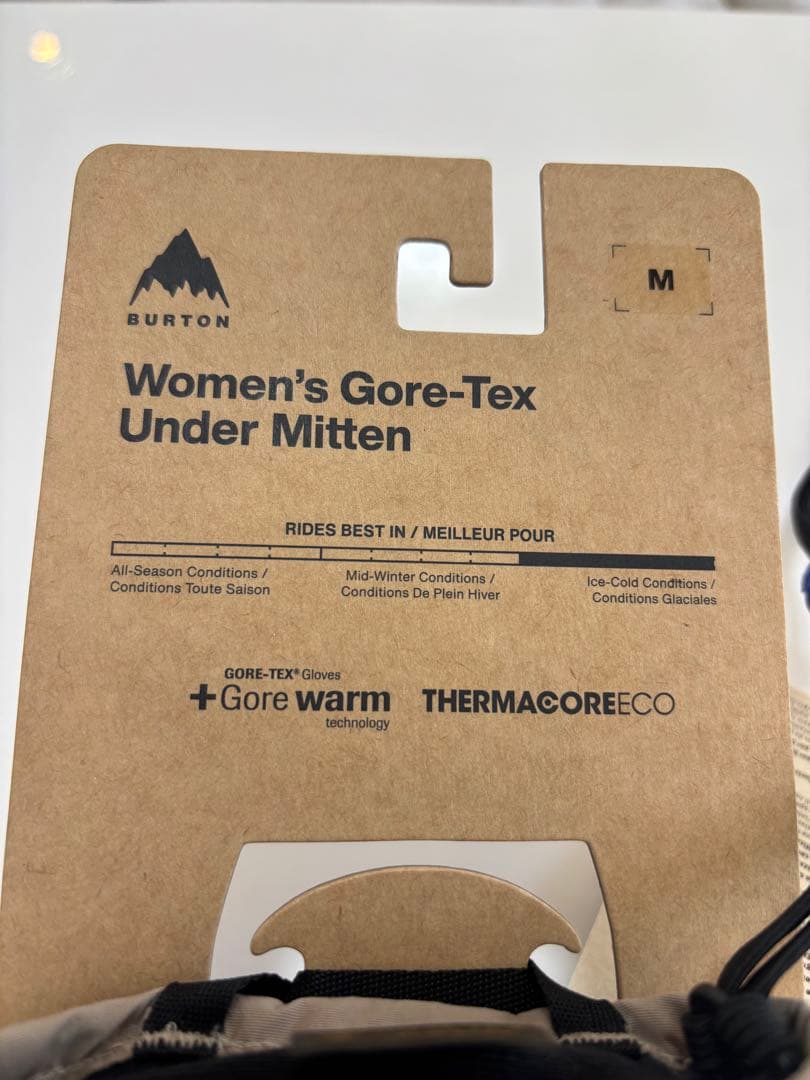 BURTON
M
Women's Gore-Tex
Under Mitten
RIDES BEST IN / MEILLEUR POUR
All-Season Conditions /
Conditions Toute Saison
Mid-Winter Conditions /
Conditions De Plein Hiver
Ice-Cold Conditions /
Conditions Glaciales
GORE-TEX® Gloves
+Gore warm
technology
THERMACOREECO